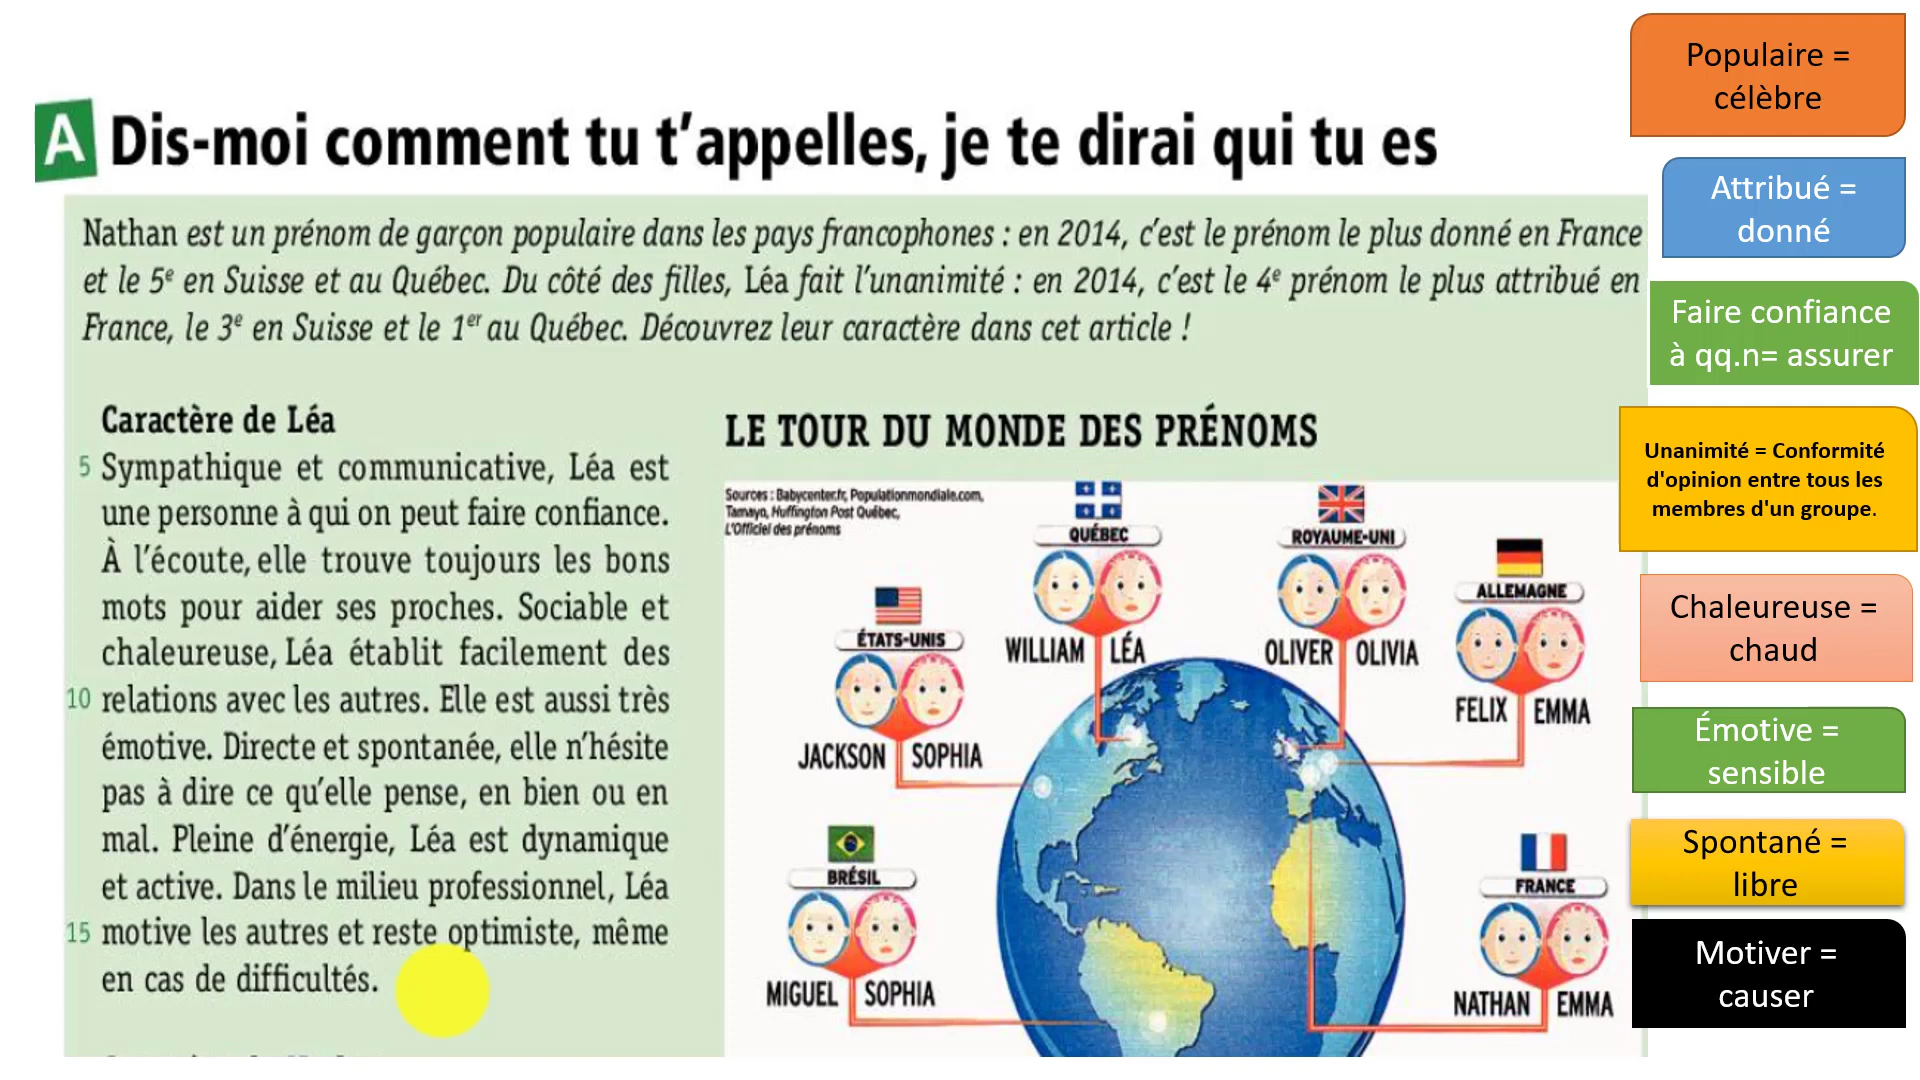 A Dis-moi comment tu t'appelles, je te dirai qui tu es
Nathan est un prénom de garçon populaire dans les pays francophones : en 2014, c'est le prénom le plus donné en France
et le 5e en Suisse et au Québec. Du côté des filles, Léa fait l'unanimité : en 2014, c'est le 4e prénom le plus attribué en
France, le 3e en Suisse et le 1er au Québec. Découvrez leur caractère dans cet article !
Caractère de Léa
5 Sympathique et communicative, Léa est
une personne à qui on peut faire confiance.
À l'écoute, elle trouve toujours les bons
mots pour aider ses proches. Sociable et
chaleureuse, Léa établit facilement des
10 relations avec les autres. Elle est aussi très
émotive. Directe et spontanée, elle n'hésite
pas à dire ce qu'elle pense, en bien ou en
mal. Pleine d'énergie, Léa est dynamique
et active. Dans le milieu professionnel, Léa
15 motive les autres et reste optimiste, même
en cas de difficultés.
LE TOUR DU MONDE DES PRÉNOMS
Sources : Babycenter.fr, Populationmondiale.com,
Tamayo, Huffington Post Québec,
L'Officiel des prénoms
QUÉBEC
WILLIAM LÉA
ROYAUME-UNI
OLIVER OLIVIA
ALLEMAGNE
FELIX EMMA
ÉTATS-UNIS
JACKSON SOPHIA
BRÉSIL
MIGUEL SOPHIA
FRANCE
NATHAN EMMA
Populaire =
célèbre
Attribué =
donné
Faire confiance
à qq.n= assurer
Unanimité = Conformité
d'opinion entre tous les
membres d'un groupe.
Chaleureuse =
chaud
Émotive =
sensible
Spontané =
libre
Motiver =
causer